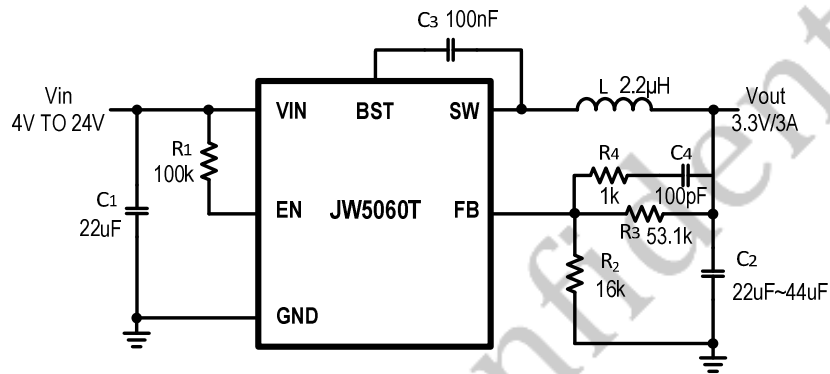 C3 100nF
Vin
4V TO 24V
VIN
BST
SW
L 2.2µH
Vout
3.3V/3A
R1
100k
R4
1k
C4
100pF
C1
22uF
EN
JW5060T
FB
R3 53.1k
R2
16k
C2
22uF~44uF
GND